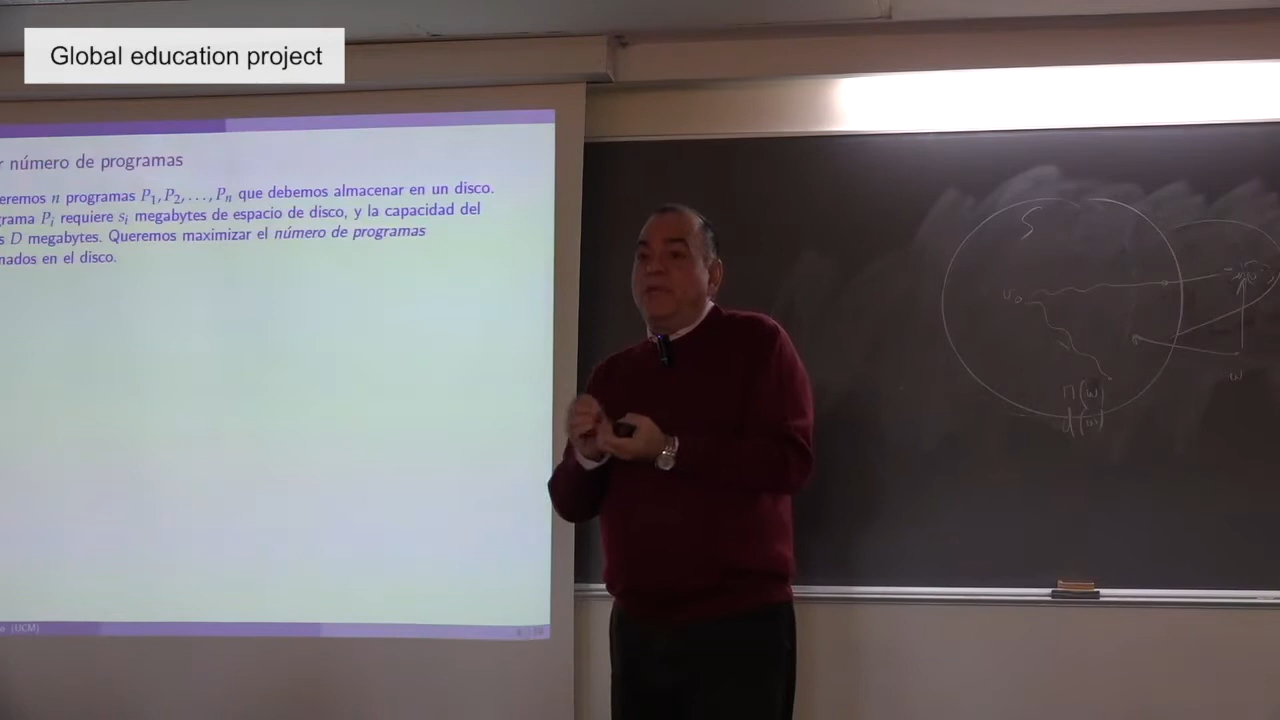 Global education project
r número de programas
eremos n programas P₁, P₂, . . . , Pₙ que debemos almacenar en un disco.
grama Pᵢ requiere sᵢ megabytes de espacio de disco, y la capacidad del
s D megabytes. Queremos maximizar el número de programas
nados en el disco.
(UCM)
S
w
Π(w)
d(w)